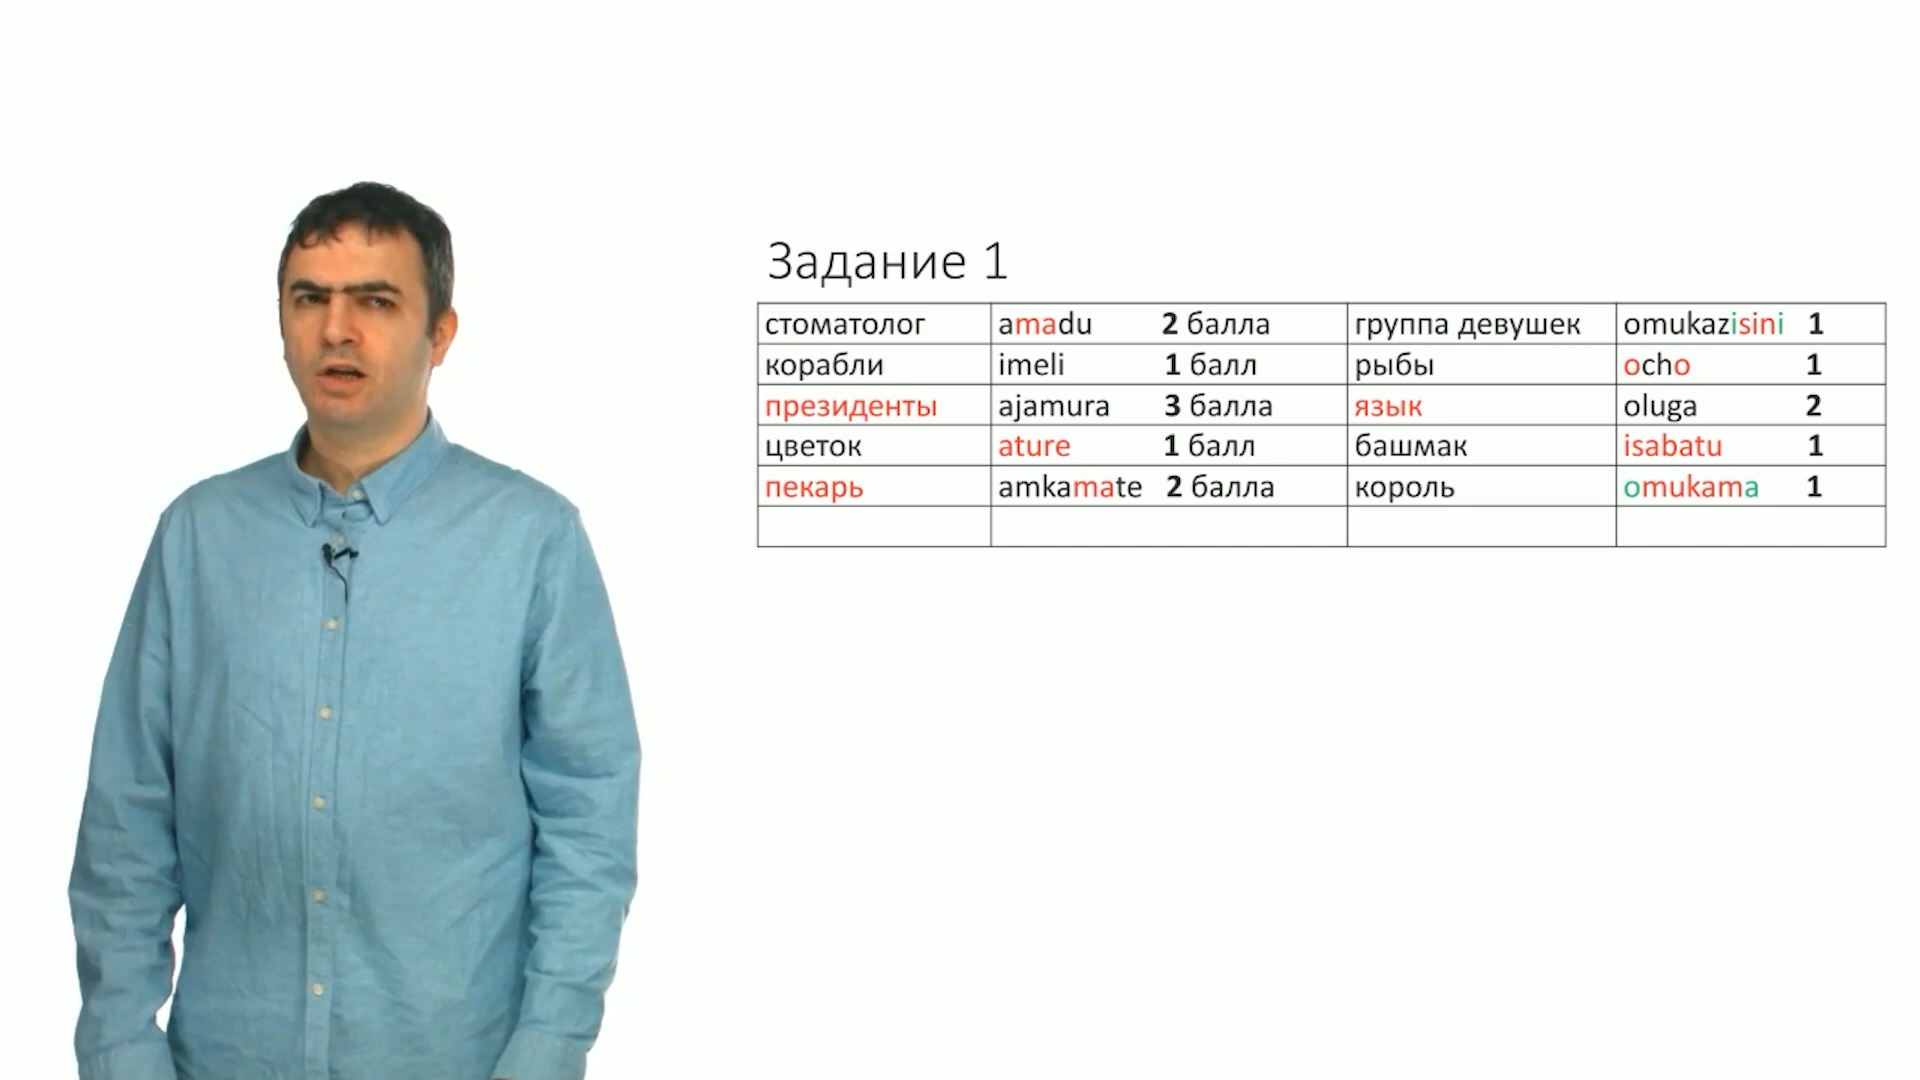 Задание 1
стоматолог amadu 2 балла группа девушек omukazisini 1
корабли imeli 1 балл рыбы ocho 1
президенты ajamura 3 балла язык oluga 2
цветок ature 1 балл башмак isabatu 1
пекарь amkamate 2 балла король omukama 1